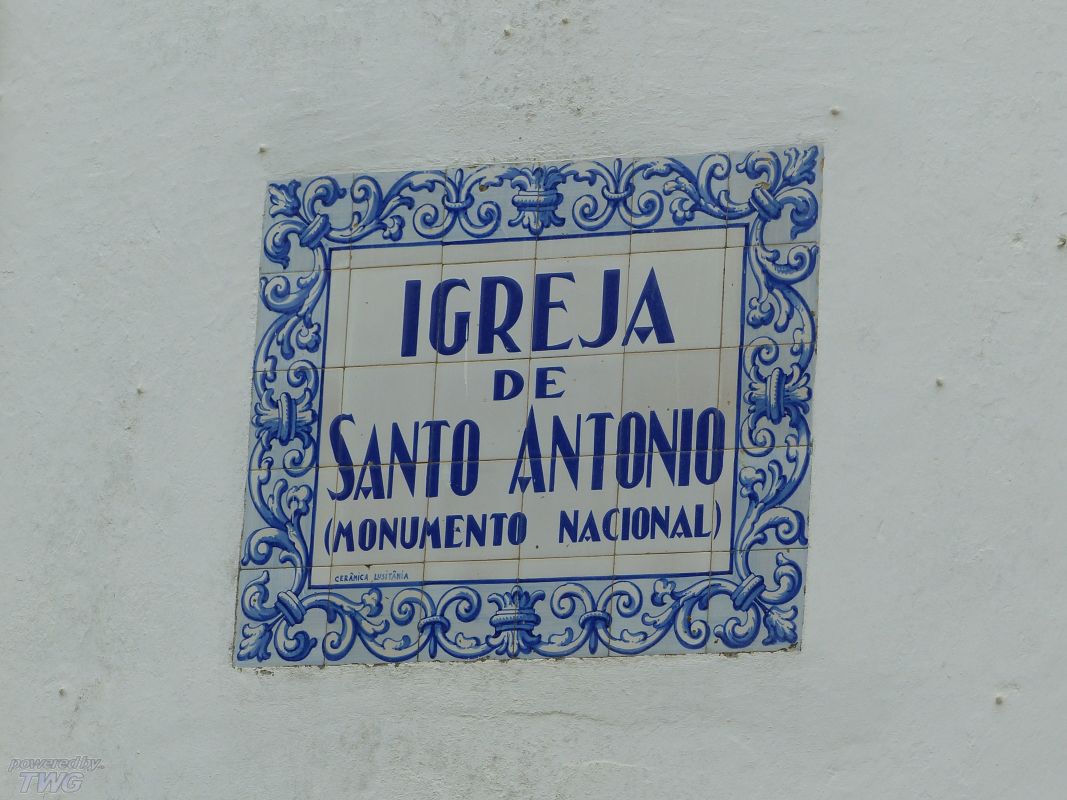 IGREJA
DE
SANTO ANTONIO
(MONUMENTO NACIONAL)
CERÂMICA LUSITÂNIA
powered by..
TWG